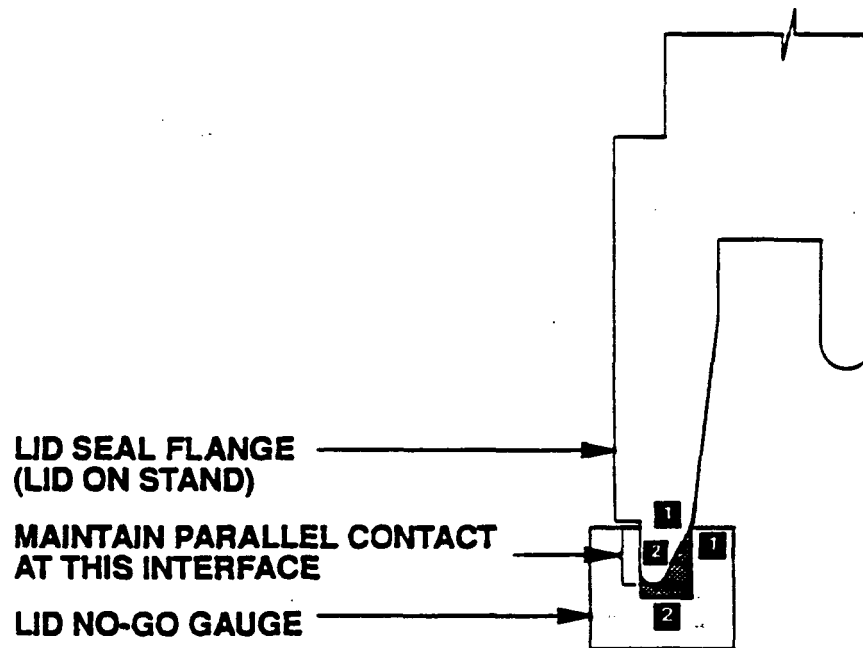 LID SEAL FLANGE
(LID ON STAND)
1
MAINTAIN PARALLEL CONTACT
AT THIS INTERFACE
2
1
LID NO-GO GAUGE
2